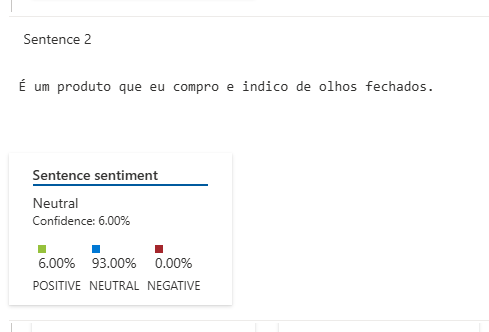 Sentence 2
É um produto que eu compro e indico de olhos fechados.
Sentence sentiment
Neutral
Confidence: 6.00%
6.00% 93.00% 0.00%
POSITIVE NEUTRAL NEGATIVE